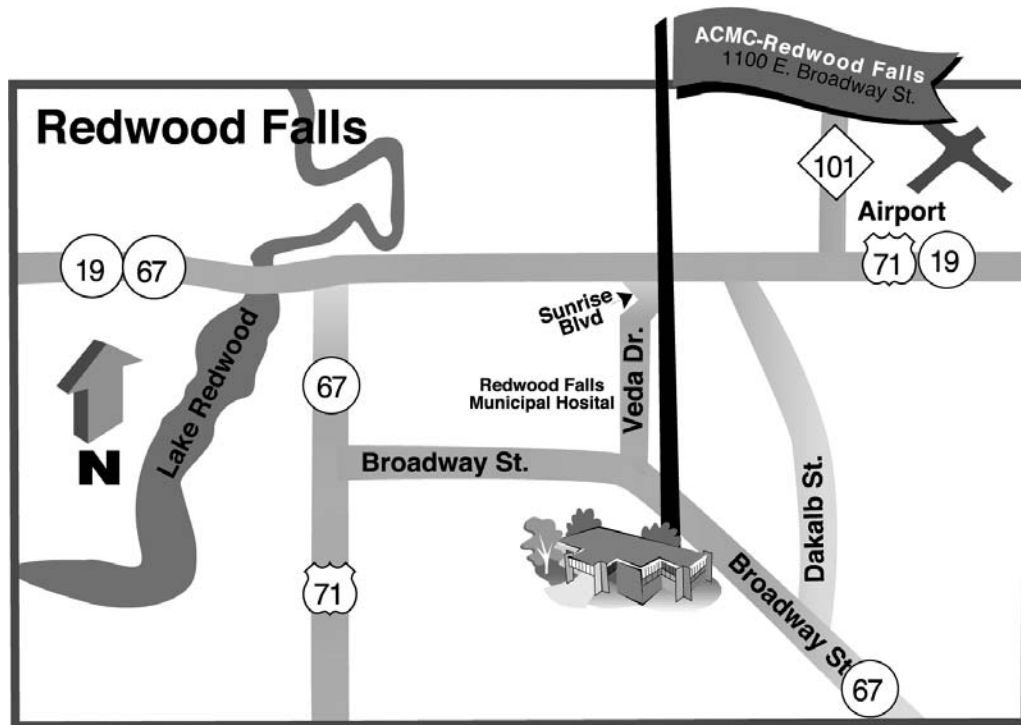 ACMC-Redwood Falls
1100 E. Broadway St.
Redwood Falls
101
Airport
19
67
71
19
Sunrise
Blvd
Lake Redwood
67
Redwood Falls
Municipal Hosital
Veda Dr.
N
Broadway St.
Dakalb St.
71
Broadway St.
67